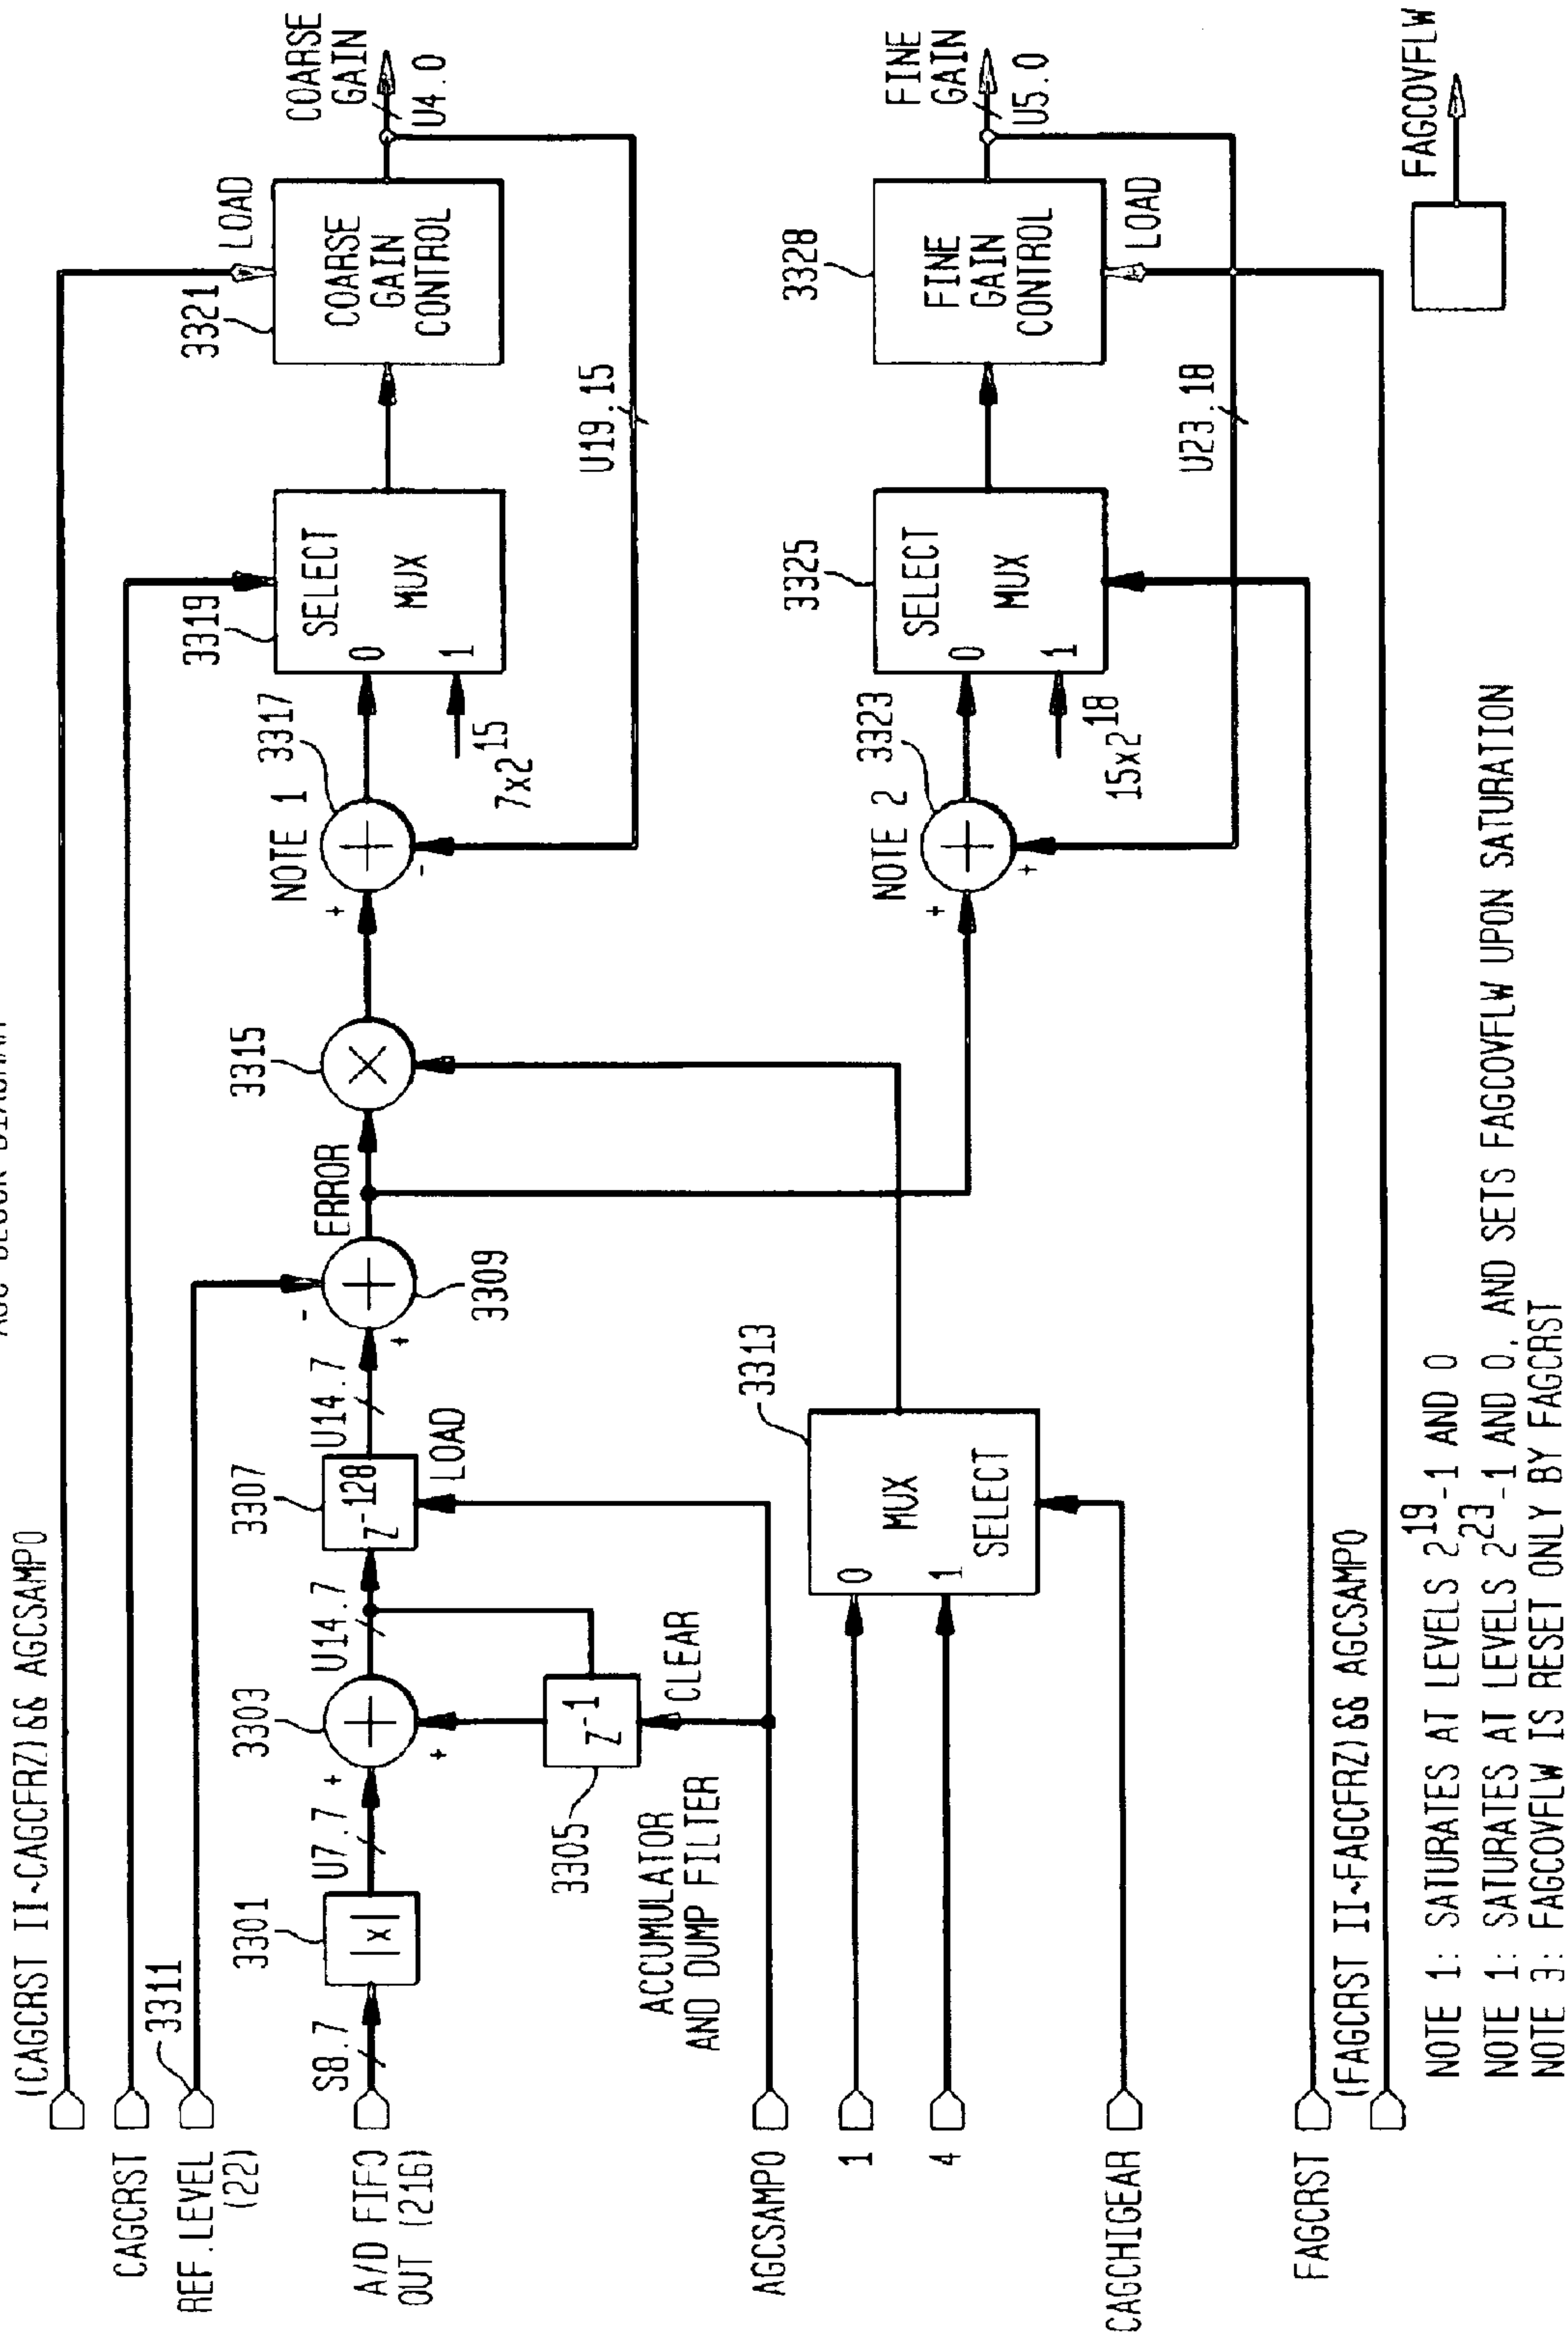 (CAGCRST II~CAGCFRZ)&& AGCSAMPO
CAGCRST
REF.LEVEL
(22)
3311
A/D FIFO
OUT (216)
S8.7
3301
|x|
U7.7
3303
+
+
U14.7
3305
Z-1
CLEAR
ACCUMULATOR
AND DUMP FILTER
3307
Z-128
LOAD
U14.7
-
+
3309
ERROR
3315
NOTE 1
3317
+
-
7x2 15
3319
SELECT
0
1
MUX
3321
LOAD
COARSE
GAIN
CONTROL
COARSE
GAIN
U4.0
U19.15
AGCSAMPO
1
4
CAGCHIGEAR
3313
0
1
MUX
SELECT
NOTE 2
3323
+
+
15x2 18
3325
SELECT
0
1
MUX
3328
FINE
GAIN
CONTROL
LOAD
FINE
GAIN
U5.0
U23.18
FAGCRST
(FAGCRST II~FAGCFRZ)&& AGCSAMPO
FAGCOVFLW
NOTE 1: SATURATES AT LEVELS 2 19 -1 AND 0
NOTE 1: SATURATES AT LEVELS 2 23 -1 AND 0, AND SETS FAGCOVFLW UPON SATURATION
NOTE 3: FAGCOVFLW IS RESET ONLY BY FAGCRST